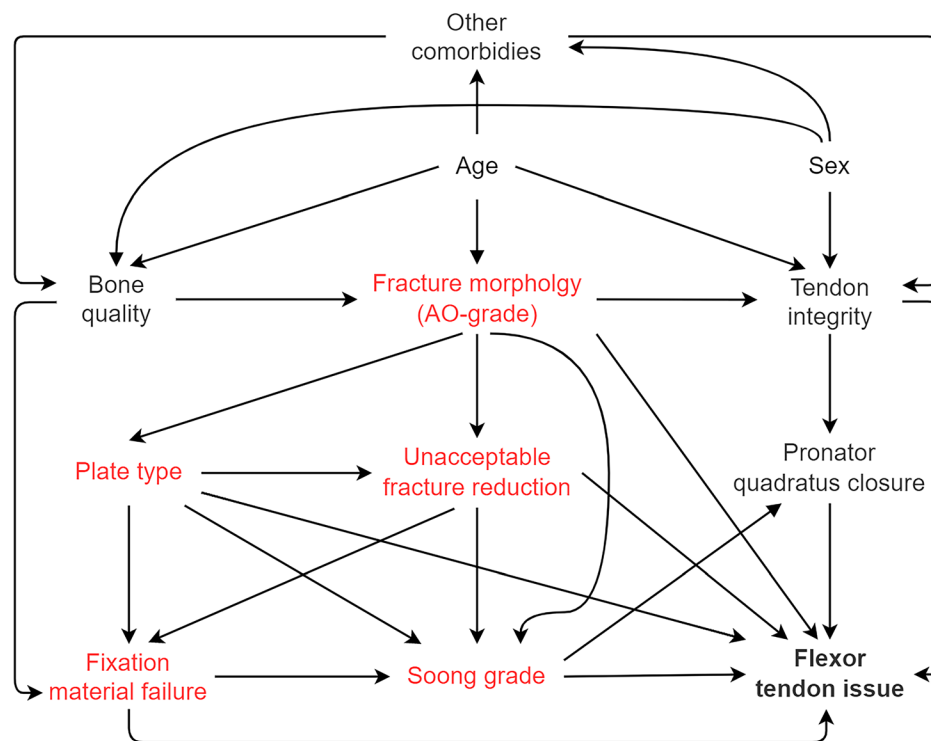 Other
comorbidies
Age
Sex
Bone
quality
Fracture morpholgy
(AO-grade)
Tendon
integrity
Plate type
Unacceptable
fracture reduction
Pronator
quadratus closure
Fixation
material failure
Soong grade
Flexor
tendon issue